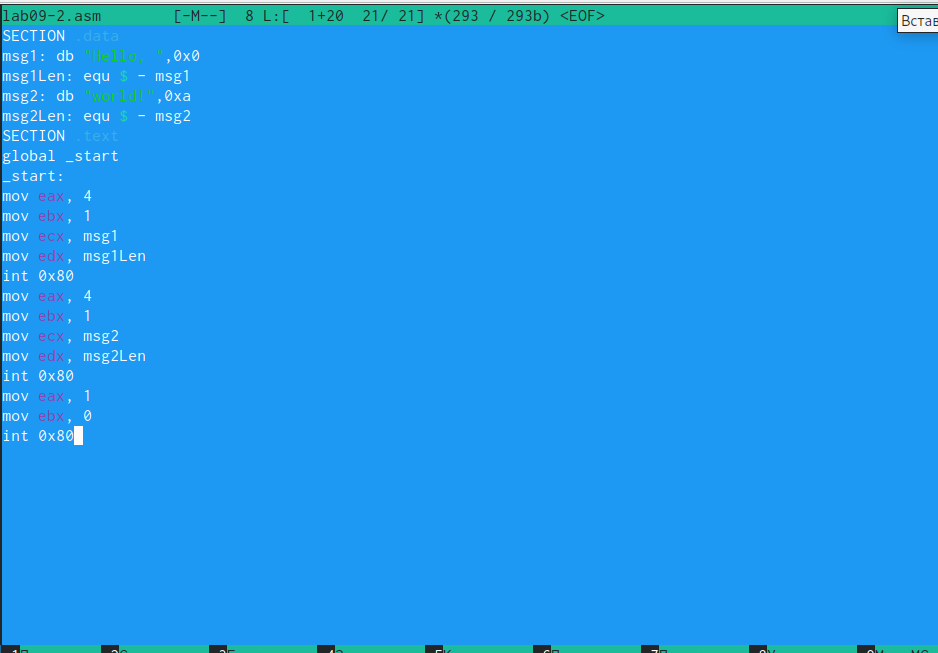 lab09-2.asm [-M--] 8 L:[ 1+20 21/ 21] *(293 / 293b) <EOF>
Встав
SECTION .data
msg1: db "Hello, ",0x0
msg1Len: equ $ - msg1
msg2: db "world!",0xa
msg2Len: equ $ - msg2
SECTION .text
global _start
_start:
mov eax, 4
mov ebx, 1
mov ecx, msg1
mov edx, msg1Len
int 0x80
mov eax, 4
mov ebx, 1
mov ecx, msg2
mov edx, msg2Len
int 0x80
mov eax, 1
mov ebx, 0
int 0x80